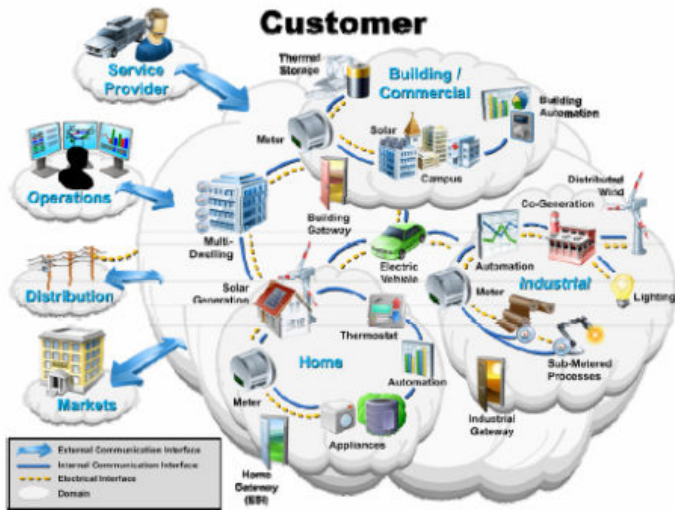 Customer
Service
Provider
Thermal
Storage
Building /
Commercial
Building
Automation
Meter
Solar
Campus
Operations
Multi-
Dwelling
Building
Gateway
Distributed
Wind
Co-Generation
Electric
Vehicle
Automation
Industrial
Meter
Lighting
Distribution
Solar
Generation
Thermostat
Home
Automation
Sub-Metered
Processes
Markets
Meter
Appliances
Industrial
Gateway
Home
Gateway
(ESI)
External Communication Interface
Internal Communication Interface
Electrical Interface
Domain